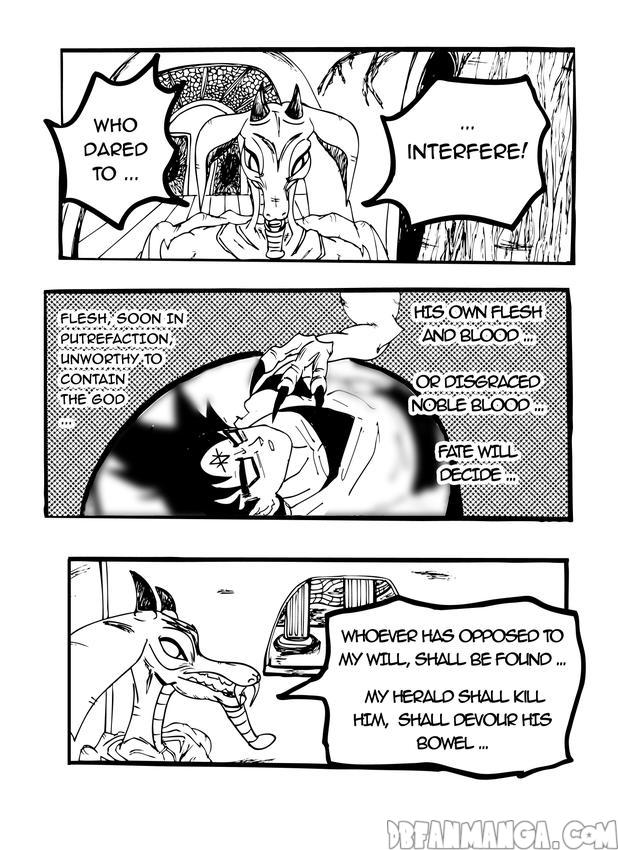 WHO
DARED
TO ...
...
INTERFERE!
FLESH, SOON IN
PUTREFACTION,
UNWORTHY TO
CONTAIN
THE GOD
...
HIS OWN FLESH
AND BLOOD ...
OR DISGRACED
NOBLE BLOOD ...
FATE WILL
DECIDE ...
WHOEVER HAS OPPOSED TO
MY WILL, SHALL BE FOUND ...
MY HERALD SHALL KILL
HIM, SHALL DEVOUR HIS
BOWEL ...
DBFANMANGA.COM